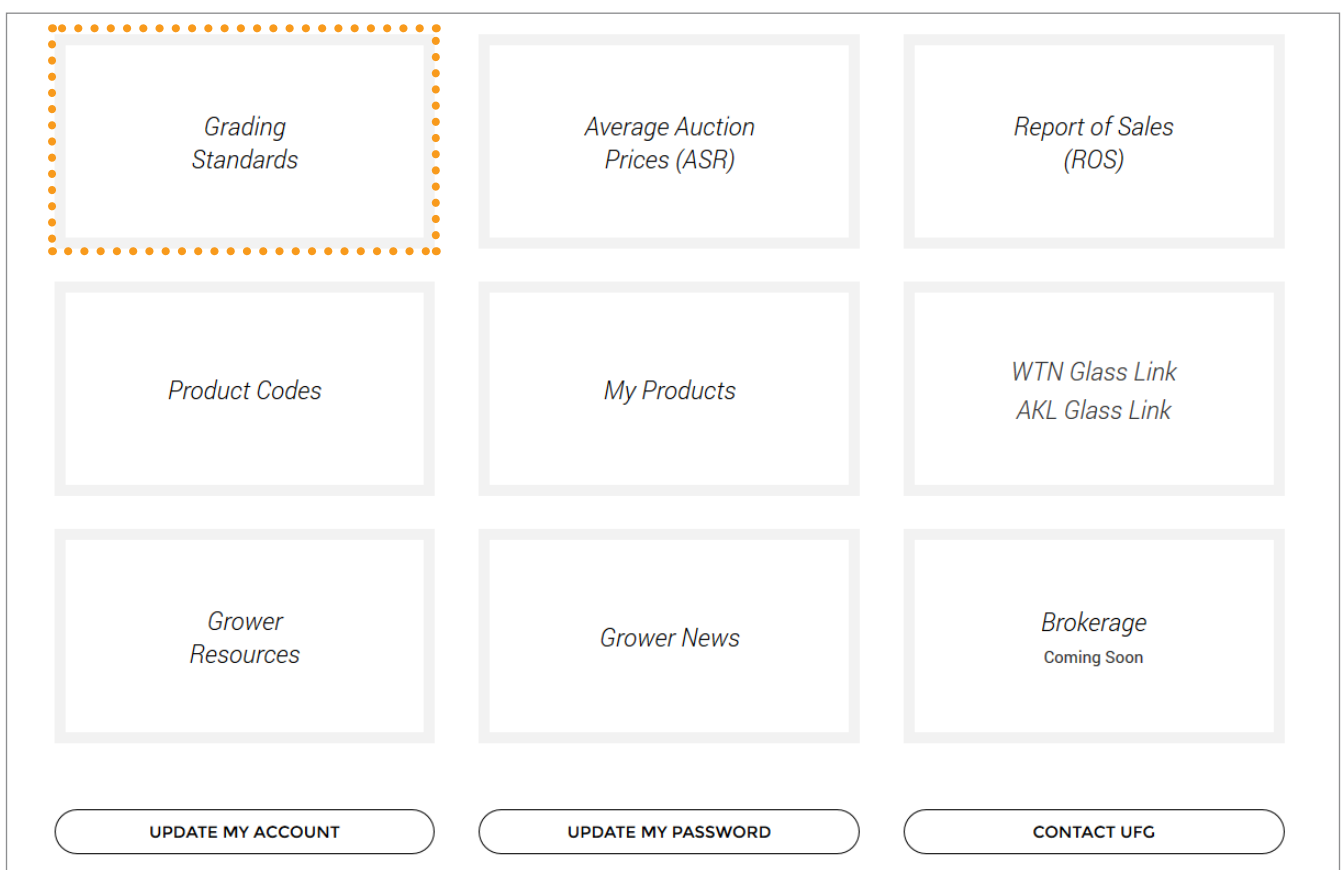 Grading
Standards
Average Auction
Prices (ASR)
Report of Sales
(ROS)
Product Codes
My Products
WTN Glass Link
AKL Glass Link
Grower
Resources
Grower News
Brokerage
Coming Soon
UPDATE MY ACCOUNT
UPDATE MY PASSWORD
CONTACT UFG